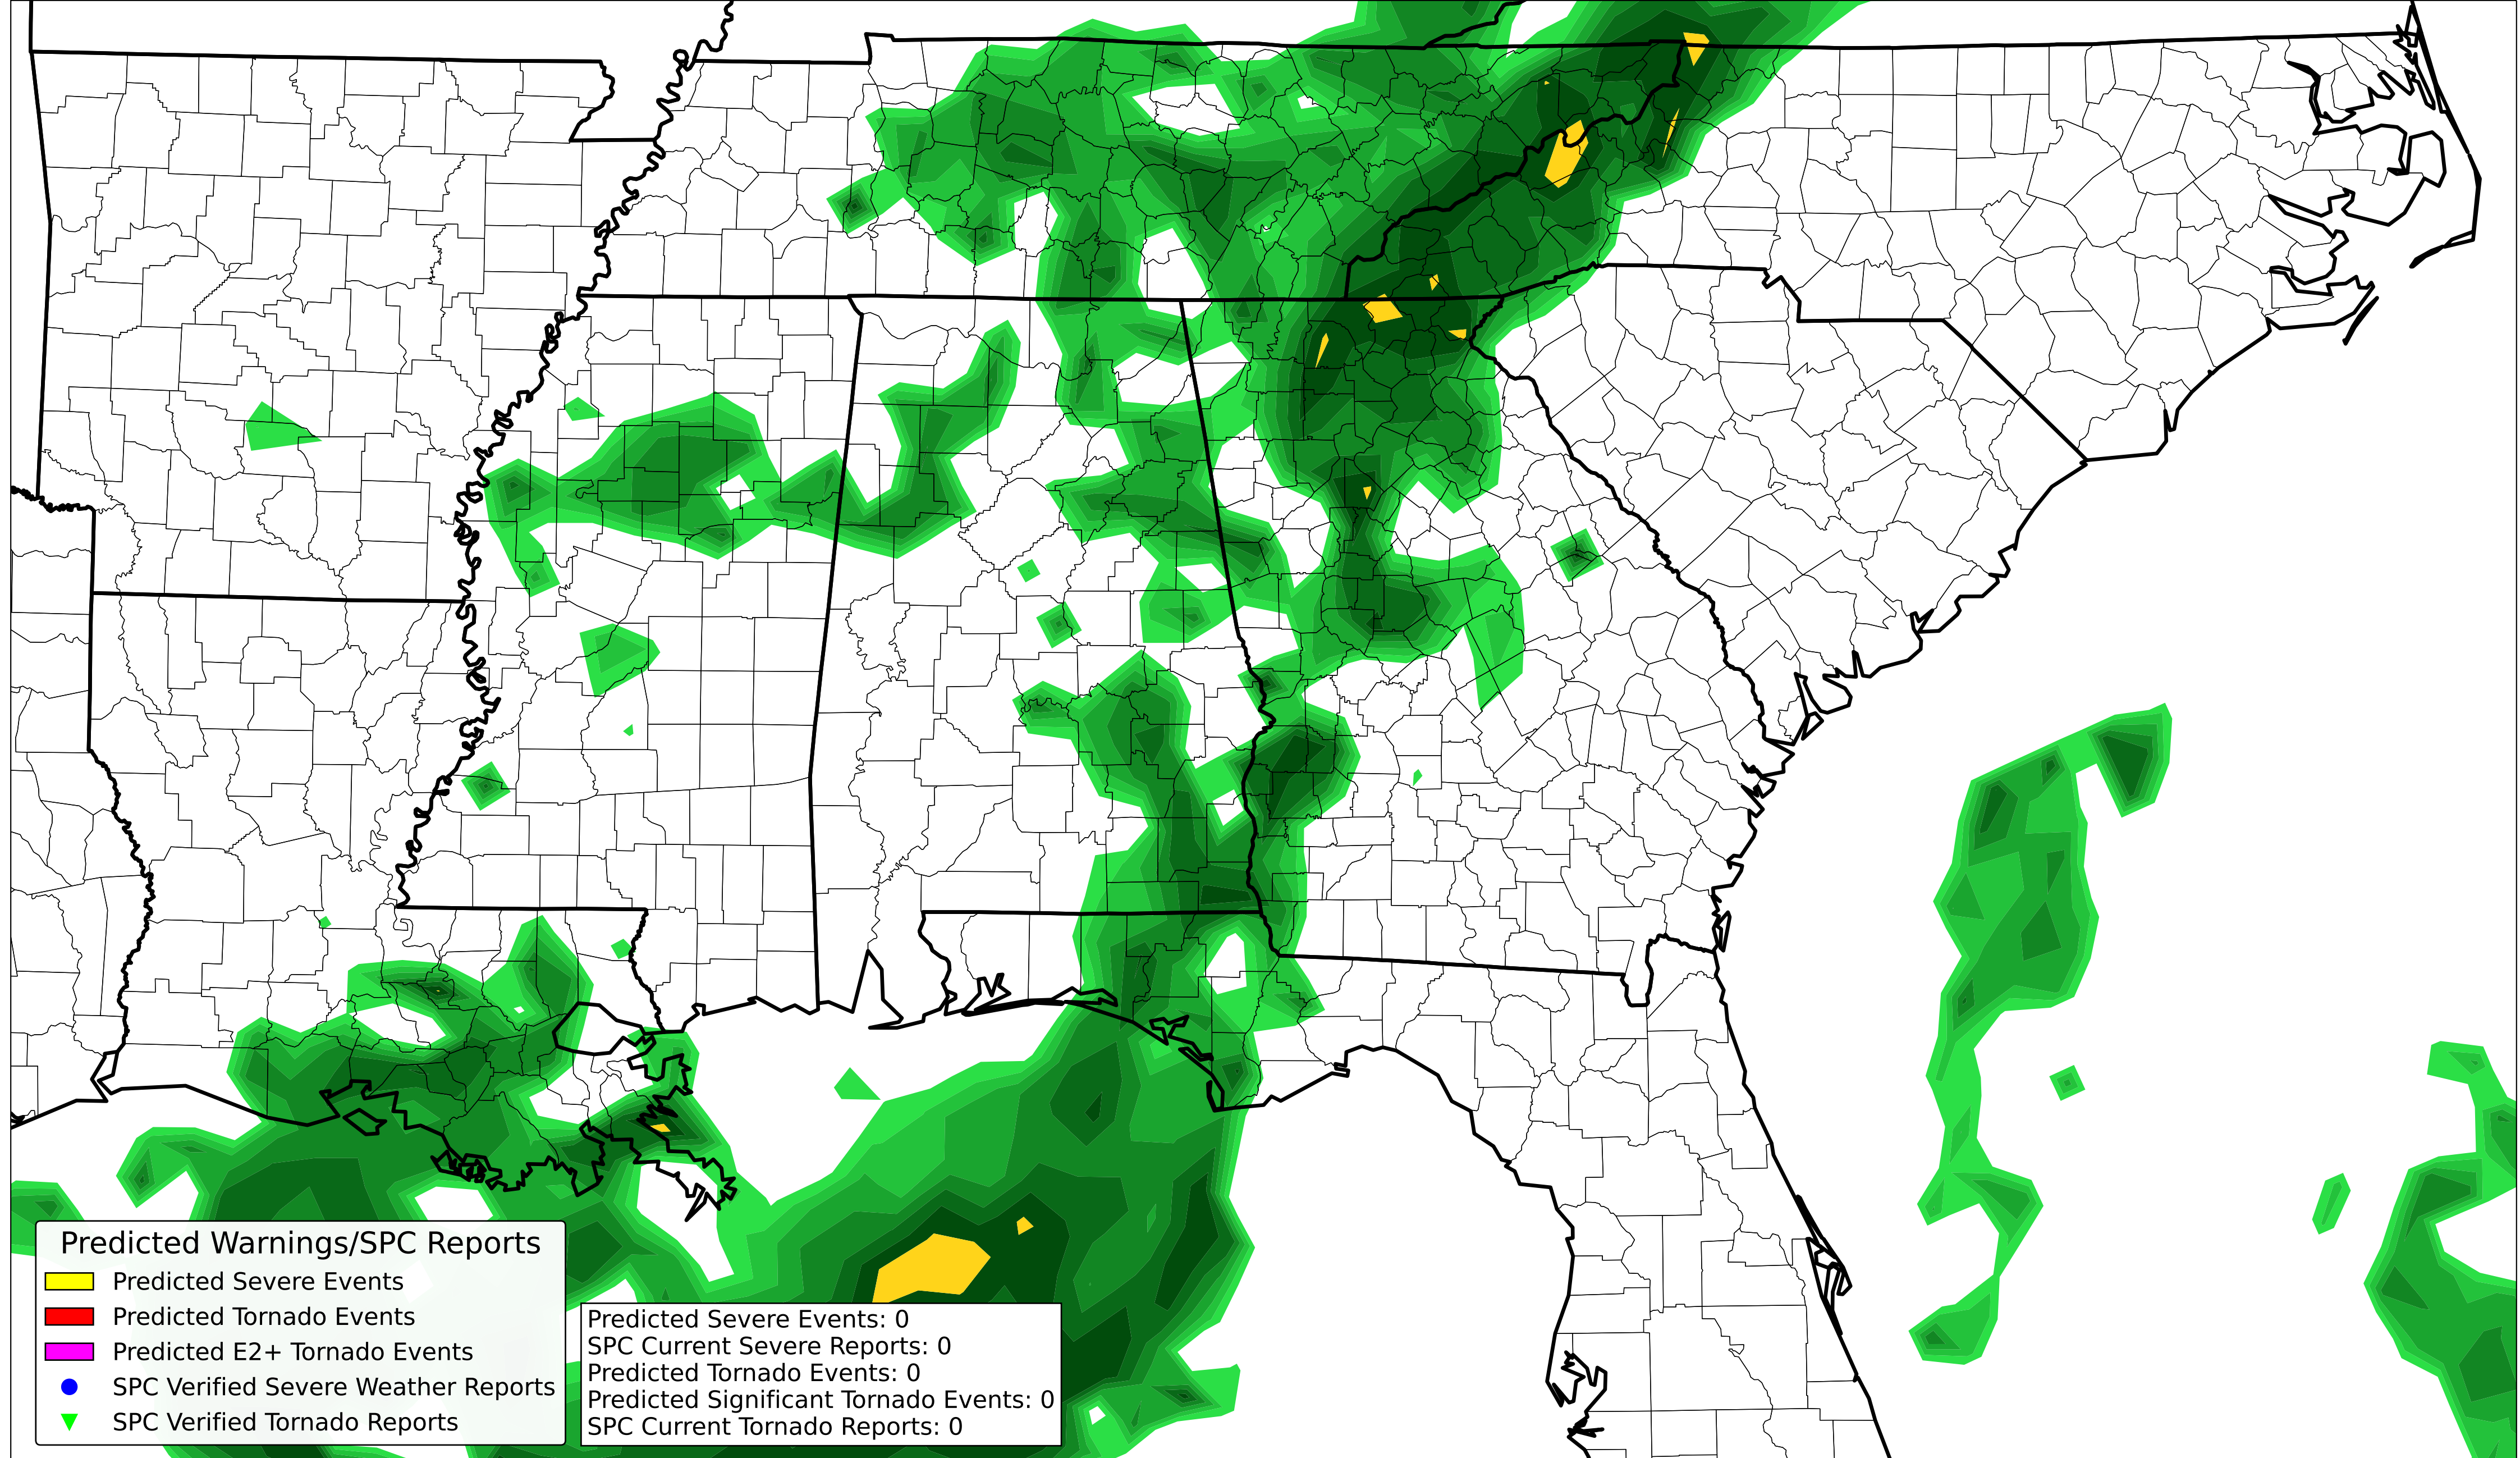 Predicted Warnings/SPC Reports
Predicted Severe Events
Predicted Tornado Events
Predicted E2+ Tornado Events
SPC Verified Severe Weather Reports
SPC Verified Tornado Reports
Predicted Severe Events: 0
SPC Current Severe Reports: 0
Predicted Tornado Events: 0
Predicted Significant Tornado Events: 0
SPC Current Tornado Reports: 0